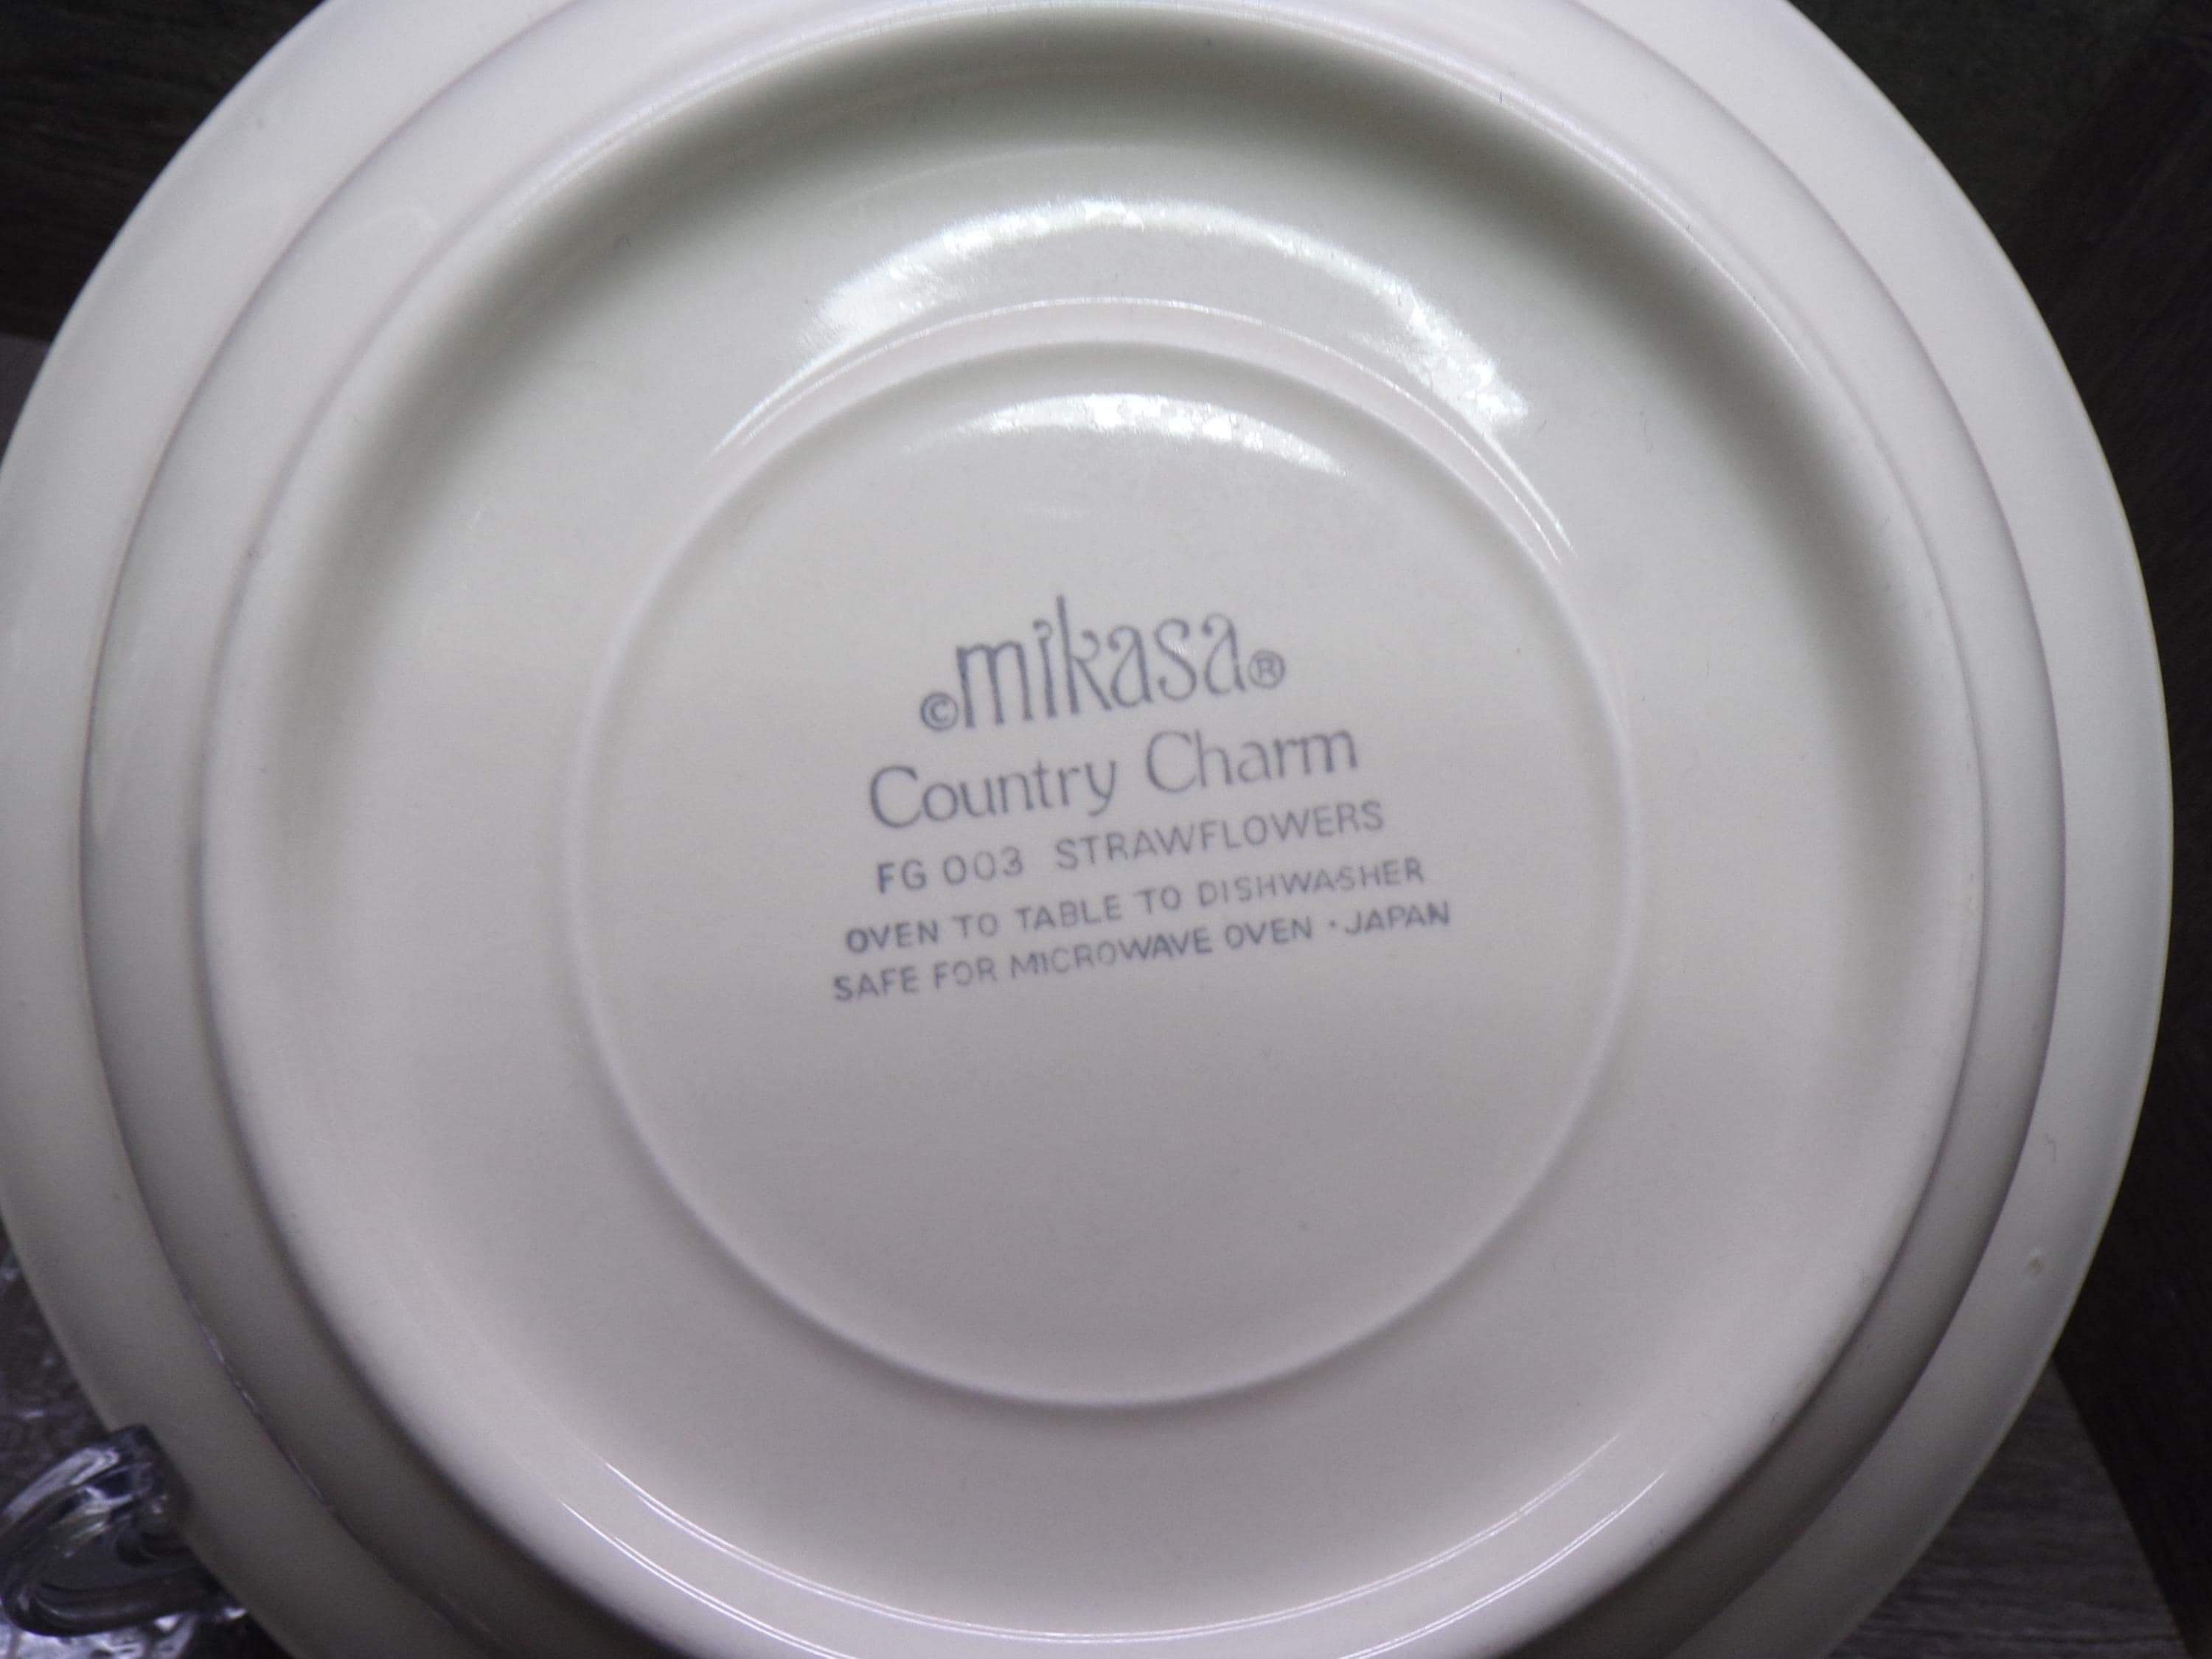 ©mikasa®
Country Charm
FG 003 STRAWFLOWERS
OVEN TO TABLE TO DISHWASHER
SAFE FOR MICROWAVE OVEN · JAPAN